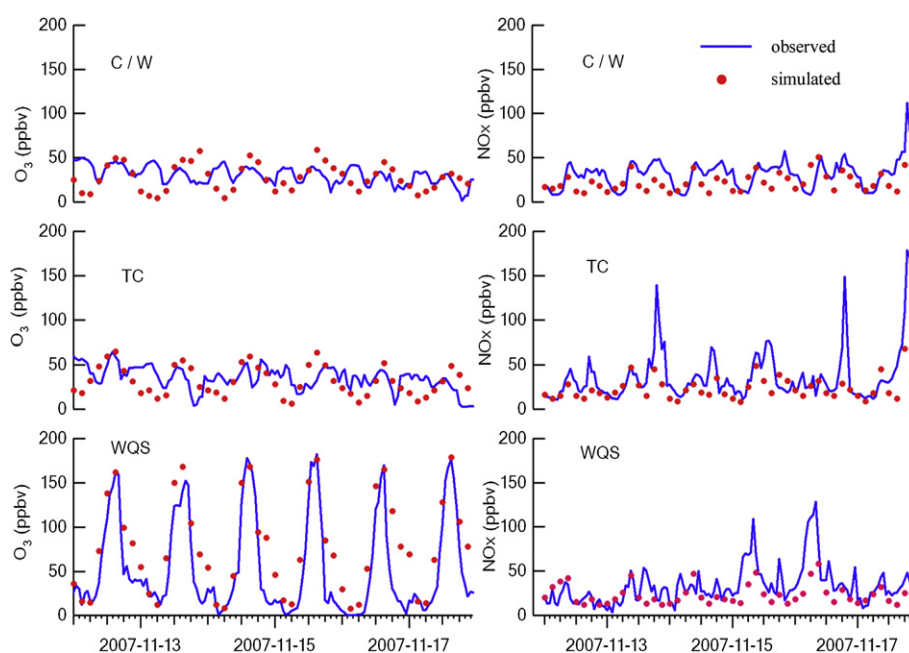 200
150
100
50
0
O3 (ppbv)
C / W
200
150
100
50
0
NOx (ppbv)
C / W
observed
simulated
200
150
100
50
0
O3 (ppbv)
TC
200
150
100
50
0
NOx (ppbv)
TC
200
150
100
50
0
O3 (ppbv)
WQS
2007-11-13
2007-11-15
2007-11-17
200
150
100
50
0
NOx (ppbv)
WQS
2007-11-13
2007-11-15
2007-11-17